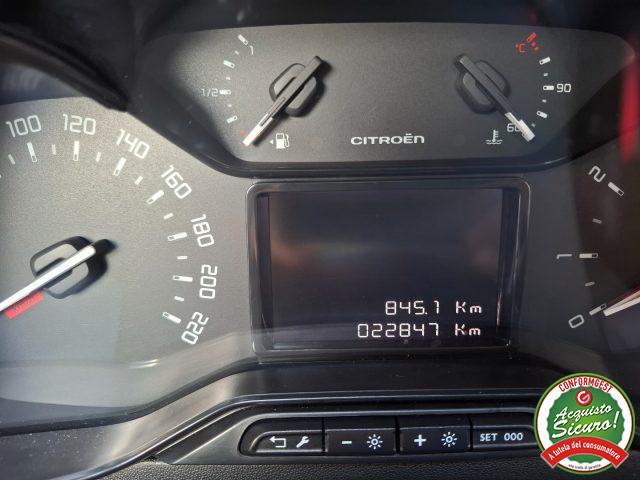 1/2
°C
90
60
CITROËN
100
120
140
160
180
200
220
2
1
0
845.1 Km
022847 Km
- +
SET 000
CONFORMGEST
Acquisto
Sicuro!
A tutela del consumatore